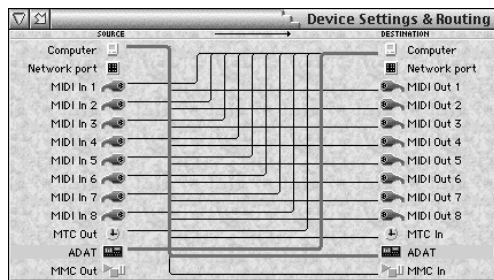 Device Settings & Routing
SOURCE DESTINATION
Computer Computer
Network port Network port
MIDI In 1 MIDI Out 1
MIDI In 2 MIDI Out 2
MIDI In 3 MIDI Out 3
MIDI In 4 MIDI Out 4
MIDI In 5 MIDI Out 5
MIDI In 6 MIDI Out 6
MIDI In 7 MIDI Out 7
MIDI In 8 MIDI Out 8
MTC Out MTC In
ADAT ADAT
MMC Out MMC In